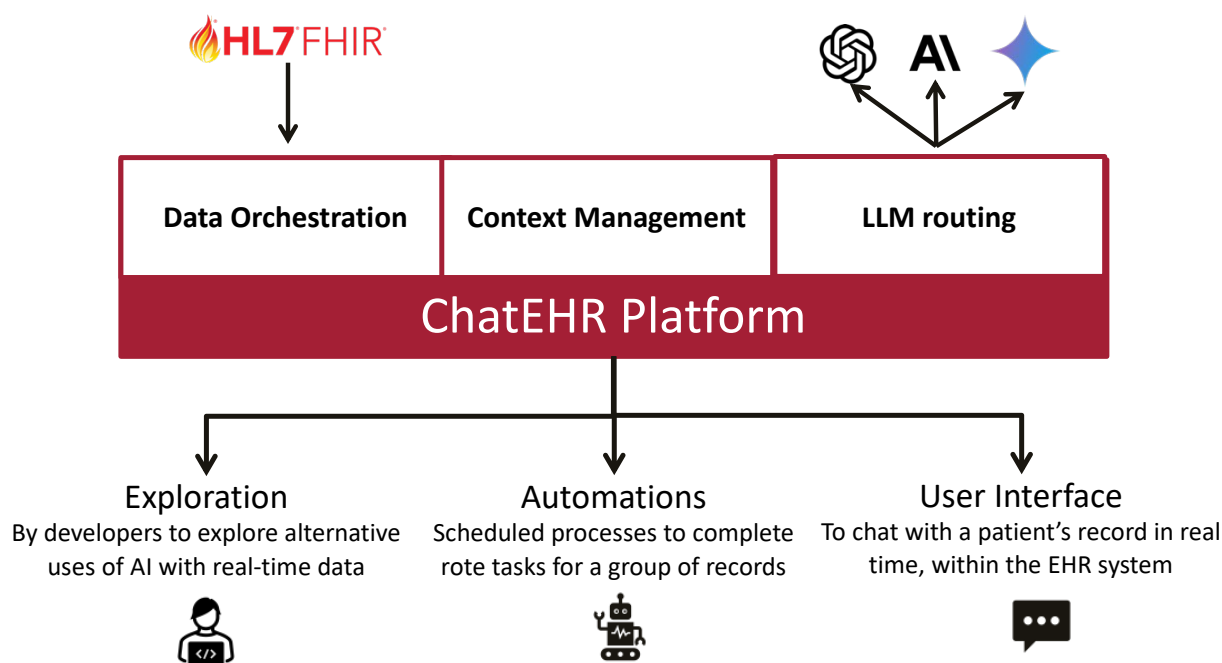 HL7 FHIR
AI
Data Orchestration
Context Management
LLM routing
ChatEHR Platform
Exploration
By developers to explore alternative
uses of AI with real-time data
</>
Automations
Scheduled processes to complete
rote tasks for a group of records
User Interface
To chat with a patient's record in real
time, within the EHR system